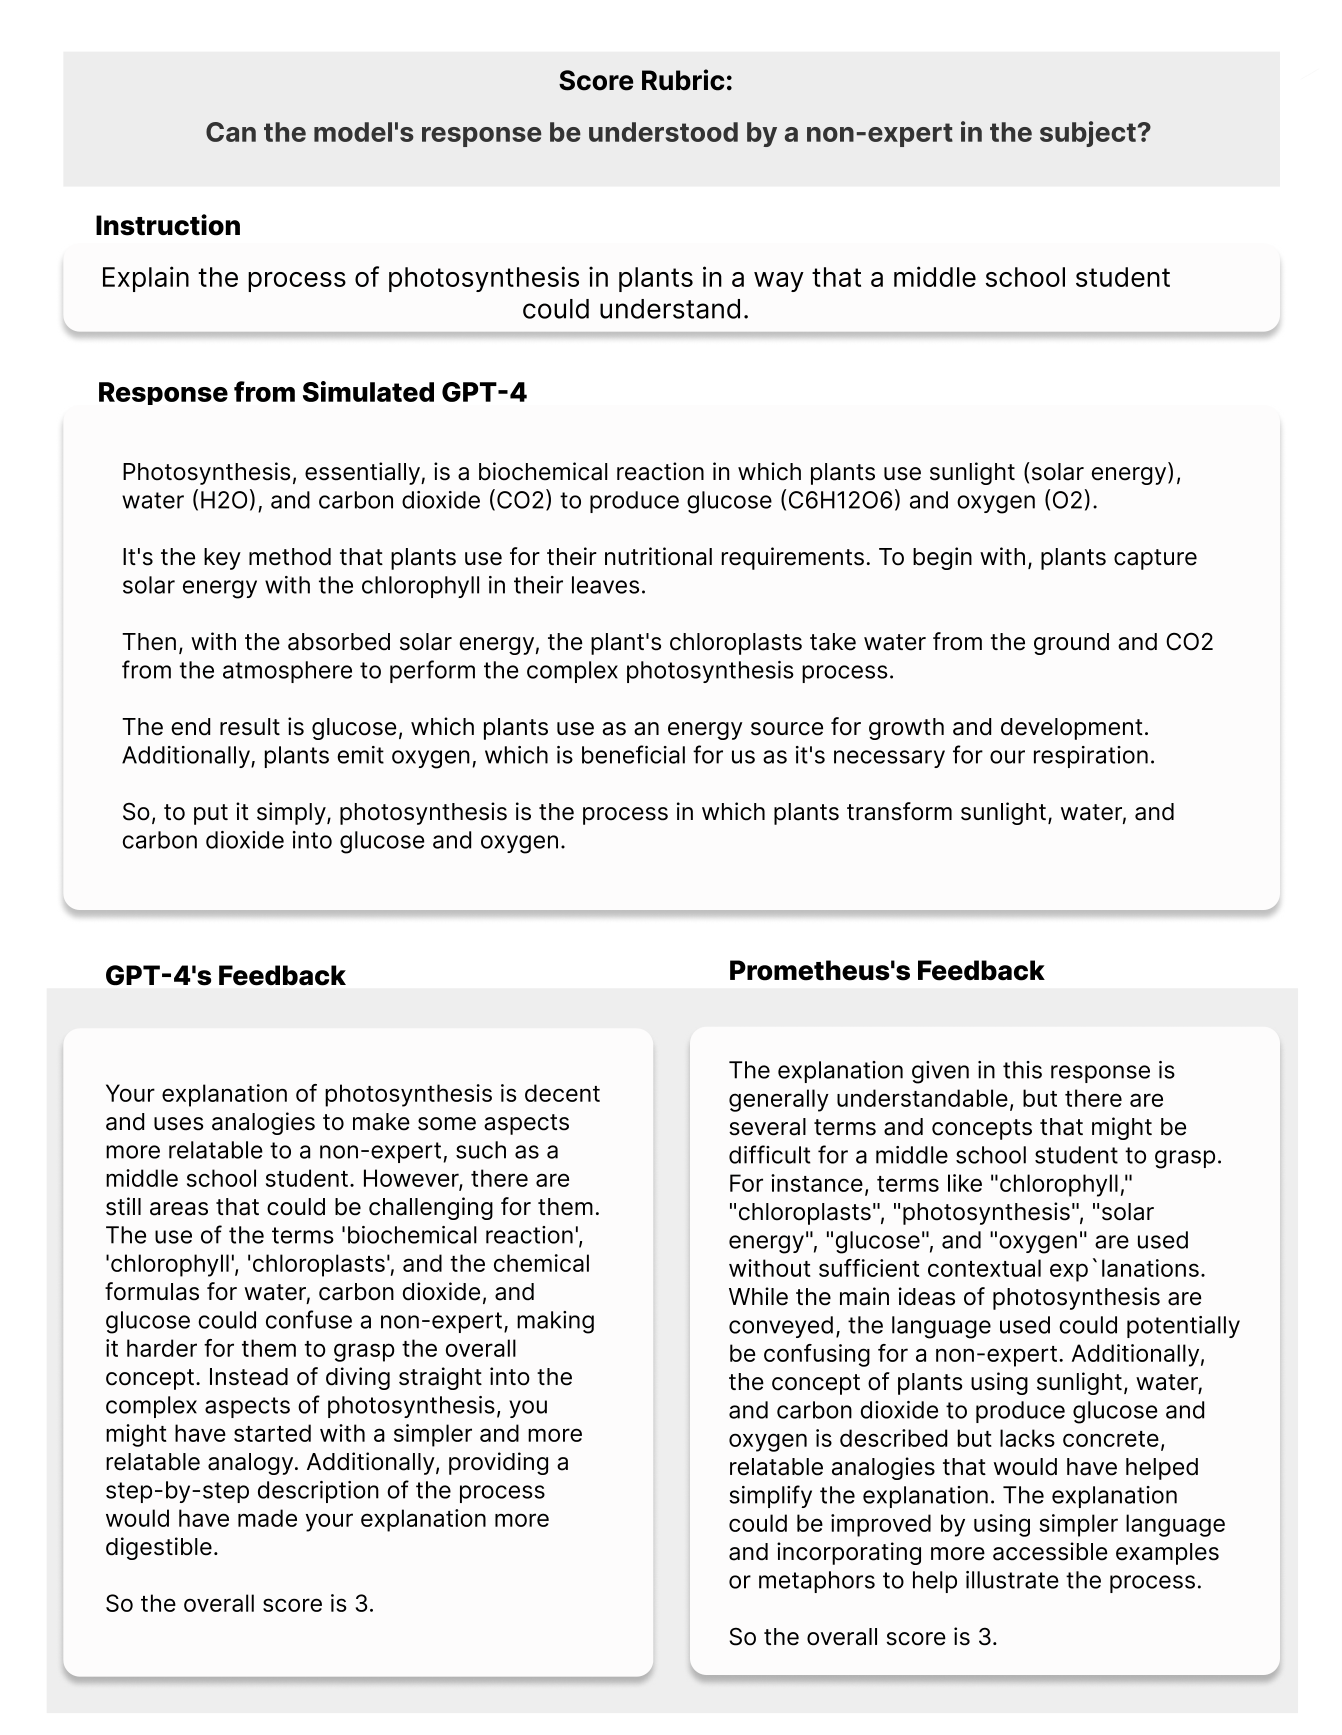 Score Rubric:
Can the model's response be understood by a non-expert in the subject?
Instruction
Explain the process of photosynthesis in plants in a way that a middle school student
could understand.
Response from Simulated GPT-4
Photosynthesis, essentially, is a biochemical reaction in which plants use sunlight (solar energy),
water (H2O), and carbon dioxide (CO2) to produce glucose (C6H12O6) and oxygen (O2).
It's the key method that plants use for their nutritional requirements. To begin with, plants capture
solar energy with the chlorophyll in their leaves.
Then, with the absorbed solar energy, the plant's chloroplasts take water from the ground and CO2
from the atmosphere to perform the complex photosynthesis process.
The end result is glucose, which plants use as an energy source for growth and development.
Additionally, plants emit oxygen, which is beneficial for us as it's necessary for our respiration.
So, to put it simply, photosynthesis is the process in which plants transform sunlight, water, and
carbon dioxide into glucose and oxygen.
GPT-4's Feedback
Your explanation of photosynthesis is decent
and uses analogies to make some aspects
more relatable to a non-expert, such as a
middle school student. However, there are
still areas that could be challenging for them.
The use of the terms 'biochemical reaction',
'chlorophyll', 'chloroplasts', and the chemical
formulas for water, carbon dioxide, and
glucose could confuse a non-expert, making
it harder for them to grasp the overall
concept. Instead of diving straight into the
complex aspects of photosynthesis, you
might have started with a simpler and more
relatable analogy. Additionally, providing a
step-by-step description of the process
would have made your explanation more
digestible.
So the overall score is 3.
Prometheus's Feedback
The explanation given in this response is
generally understandable, but there are
several terms and concepts that might be
difficult for a middle school student to grasp.
For instance, terms like "chlorophyll,"
"chloroplasts", "photosynthesis", "solar
energy", "glucose", and "oxygen" are used
without sufficient contextual exp`lanations.
While the main ideas of photosynthesis are
conveyed, the language used could potentially
be confusing for a non-expert. Additionally,
the concept of plants using sunlight, water,
and carbon dioxide to produce glucose and
oxygen is described but lacks concrete,
relatable analogies that would have helped
simplify the explanation. The explanation
could be improved by using simpler language
and incorporating more accessible examples
or metaphors to help illustrate the process.
So the overall score is 3.